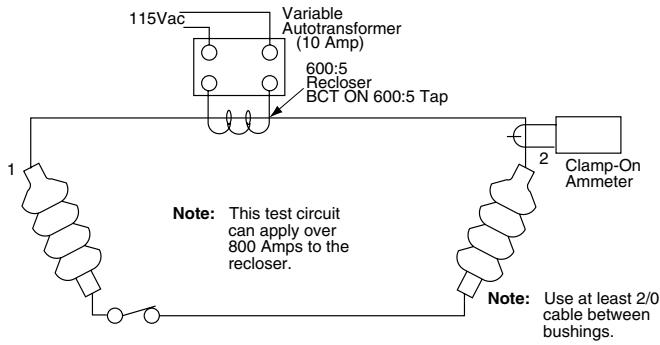 115Vac
Variable
Autotransformer
(10 Amp)
600:5
Recloser
BCT ON 600:5 Tap
1
2
Clamp-On
Ammeter
Note: This test circuit
can apply over
800 Amps to the
recloser.
Note: Use at least 2/0
cable between
bushings.